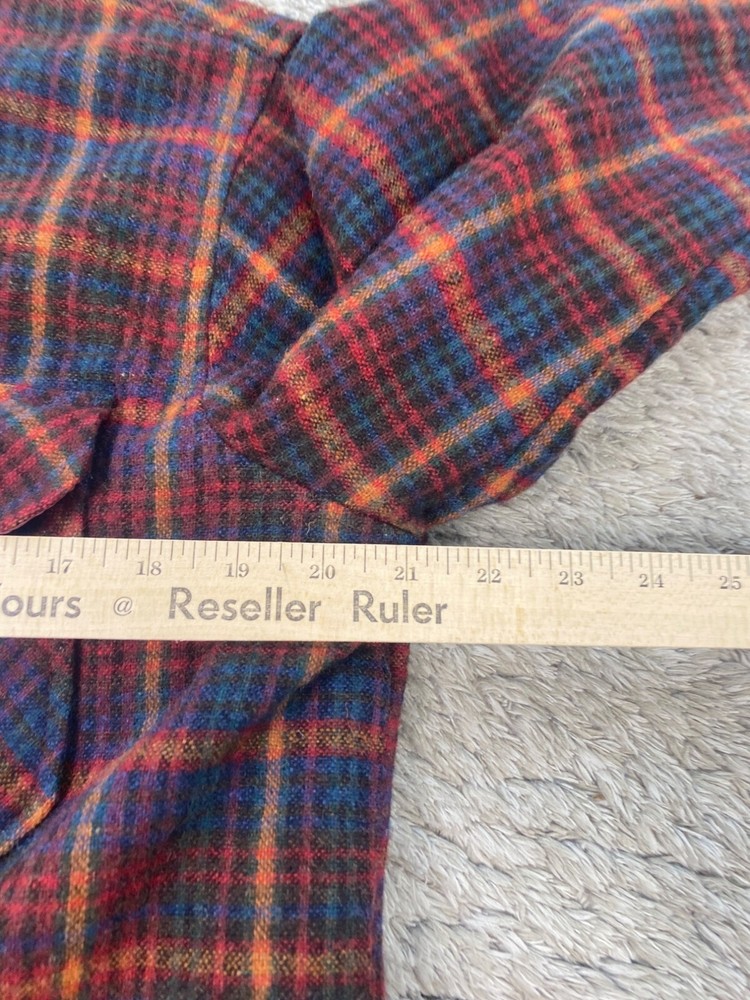 17 18 19 20 21 22 23 24 25
ours @ Reseller Ruler